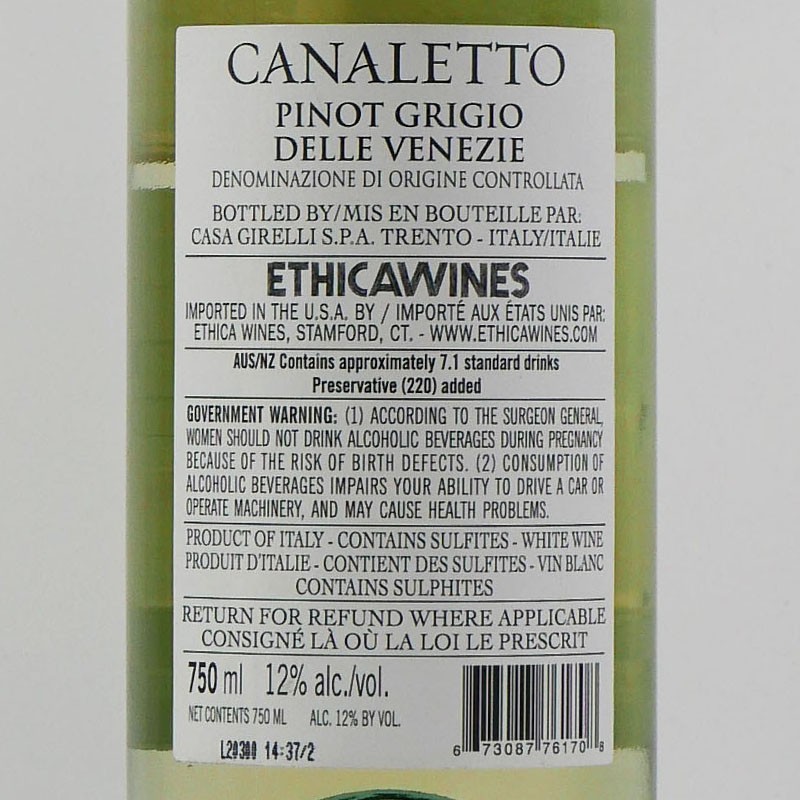 CANALETTO
PINOT GRIGIO
DELLE VENEZIE
DENOMINAZIONE DI ORIGINE CONTROLLATA
BOTTLED BY/MIS EN BOUTEILLE PAR:
CASA GIRELLI S.P.A. TRENTO - ITALY/ITALIE
ETHICAWINES
IMPORTED IN THE U.S.A. BY / IMPORTÉ AUX ÉTATS UNIS PAR:
ETHICA WINES, STAMFORD, CT. - WWW.ETHICAWINES.COM
AUS/NZ Contains approximately 7.1 standard drinks
Preservative (220) added
GOVERNMENT WARNING: (1) ACCORDING TO THE SURGEON GENERAL,
WOMEN SHOULD NOT DRINK ALCOHOLIC BEVERAGES DURING PREGNANCY
BECAUSE OF THE RISK OF BIRTH DEFECTS. (2) CONSUMPTION OF
ALCOHOLIC BEVERAGES IMPAIRS YOUR ABILITY TO DRIVE A CAR OR
OPERATE MACHINERY, AND MAY CAUSE HEALTH PROBLEMS.
PRODUCT OF ITALY - CONTAINS SULFITES - WHITE WINE
PRODUIT D'ITALIE - CONTIENT DES SULFITES - VIN BLANC
CONTAINS SULPHITES
RETURN FOR REFUND WHERE APPLICABLE
CONSIGNÉ LÀ OÙ LA LOI LE PRESCRIT
750 ml 12% alc./vol.
NET CONTENTS 750 ML ALC. 12% BY VOL.
L20300 14:37/2
6 73087 76170 8